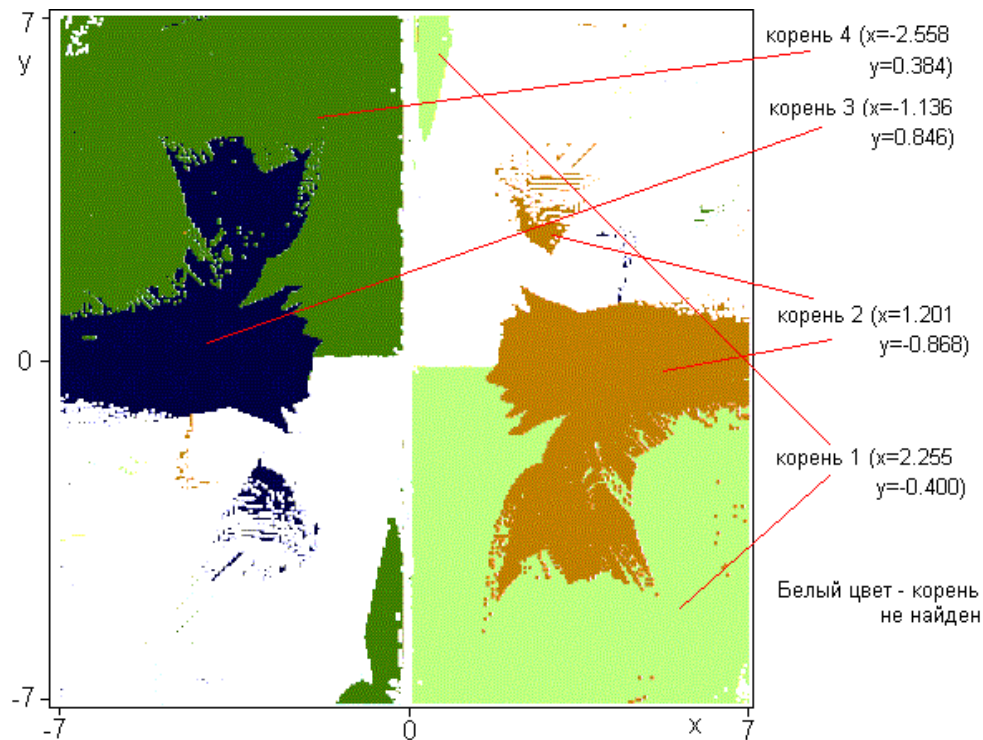 7
y
0
-7
-7
0
x
7
корень 4 (x=-2.558
y=0.384)
корень 3 (x=-1.136
y=0.846)
корень 2 (x=1.201
y=-0.868)
корень 1 (x=2.255
y=-0.400)
Белый цвет - корень
не найден